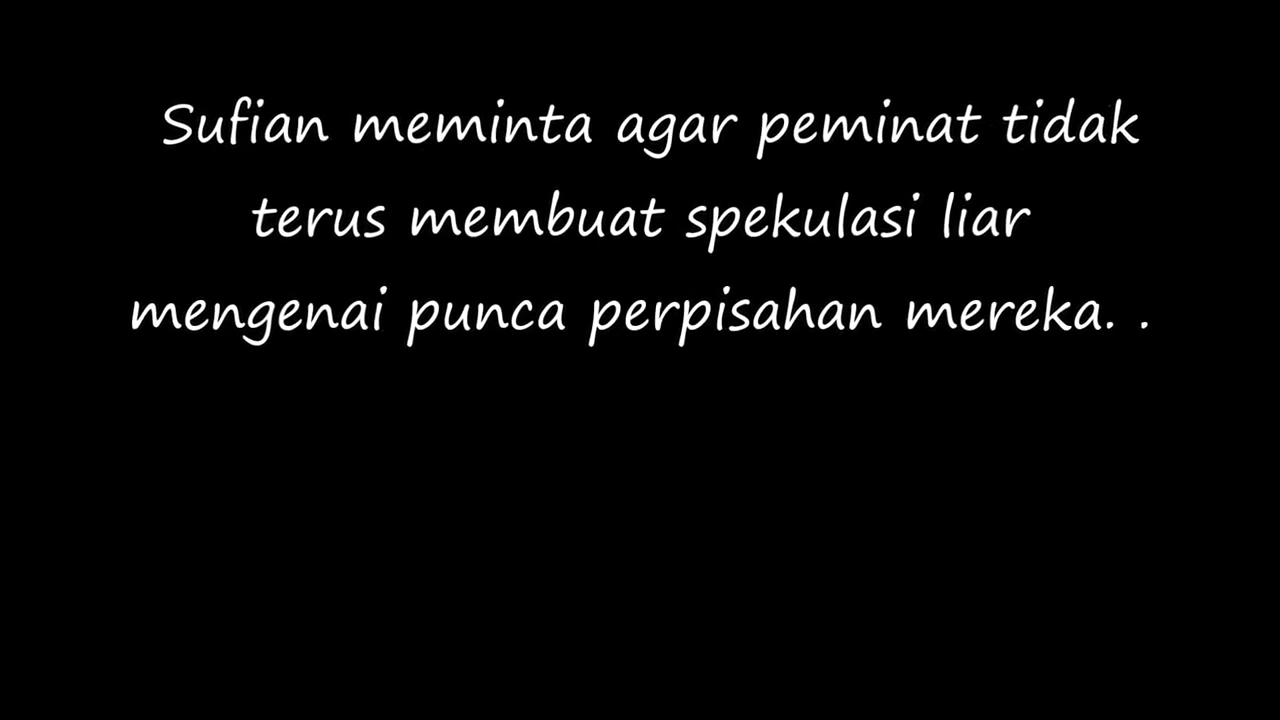 Sufian meminta agar peminat tidak
terus membuat spekulasi liar
mengenai punca perpisahan mereka. .